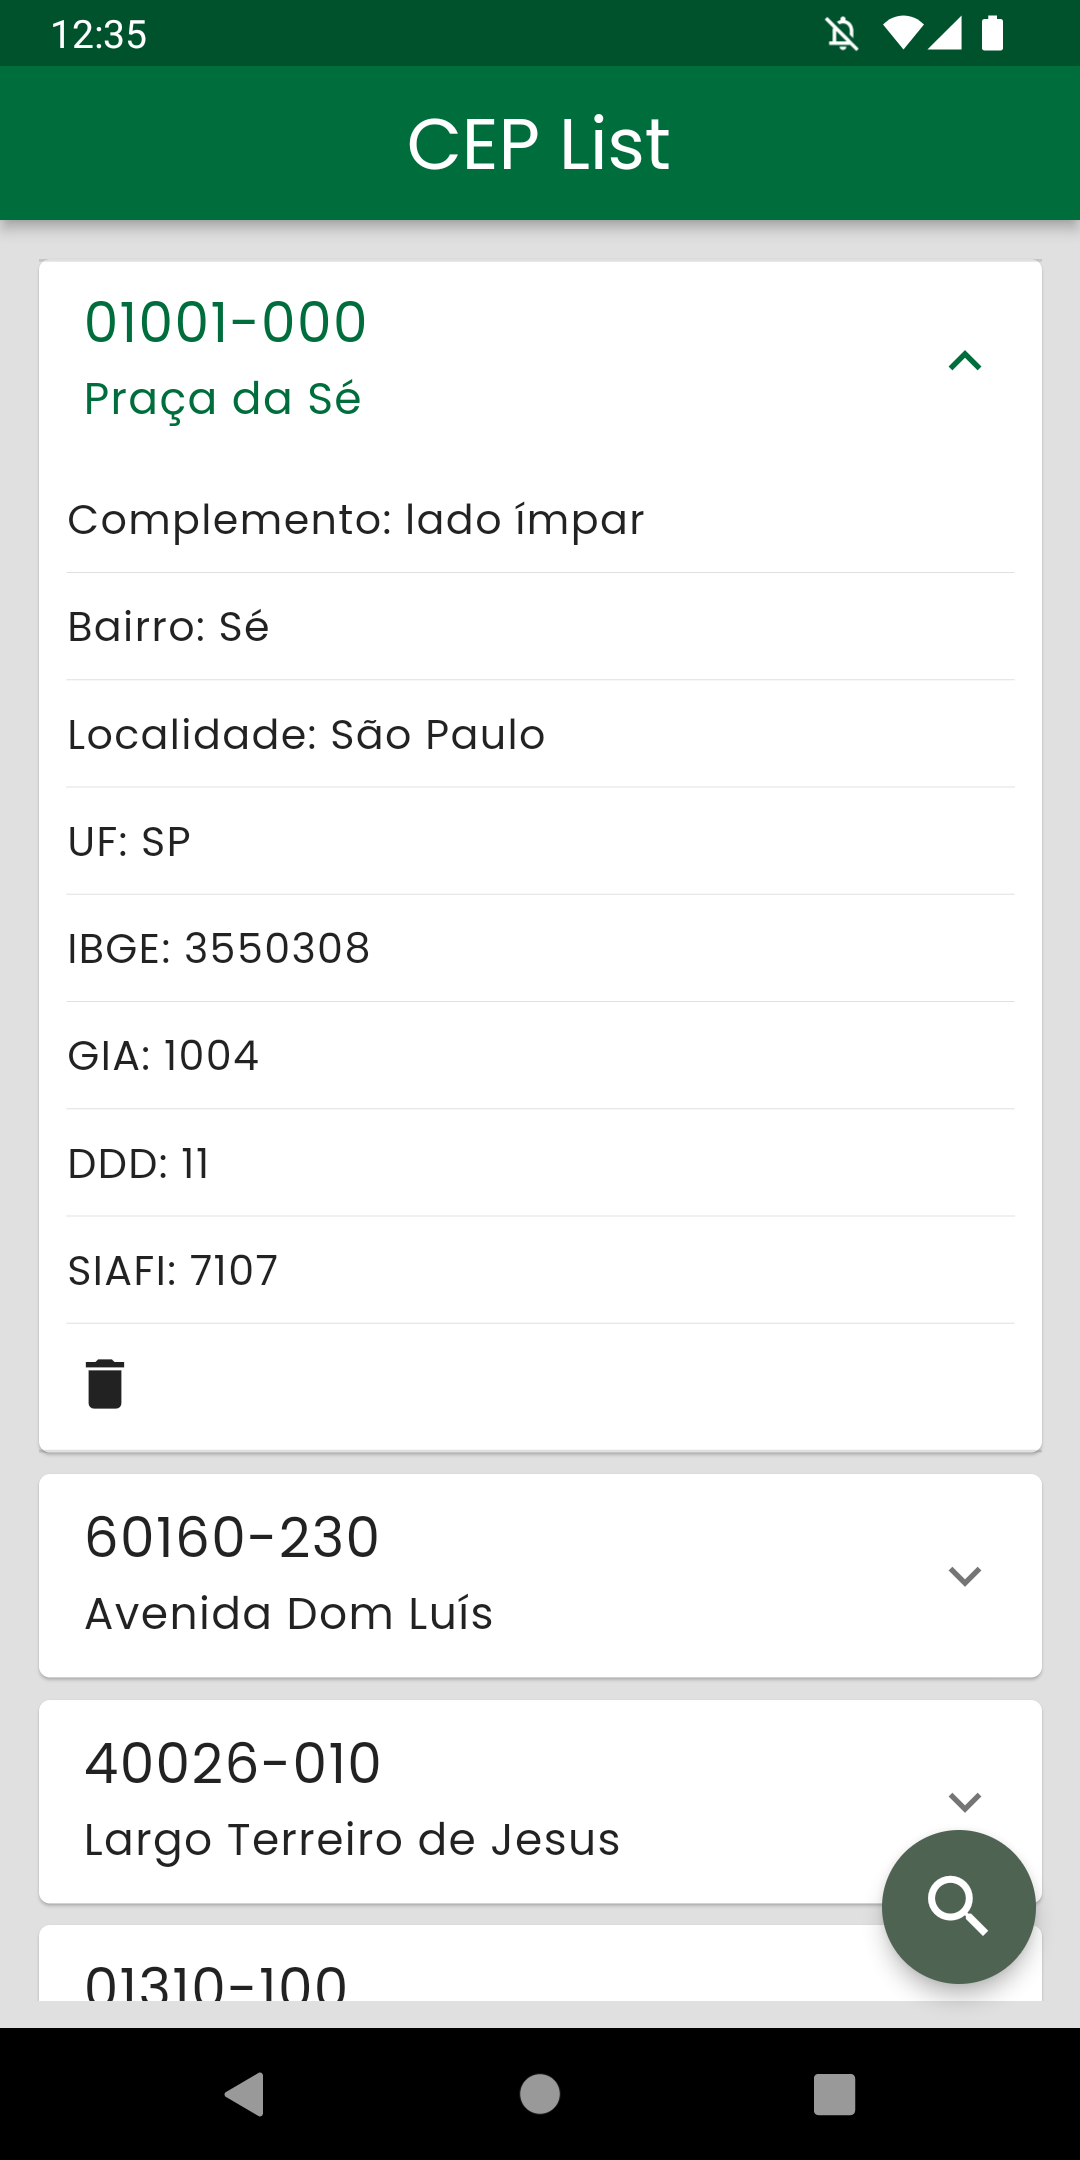 12:35
CEP List
01001-000
Praça da Sé
Complemento: lado ímpar
Bairro: Sé
Localidade: São Paulo
UF: SP
IBGE: 3550308
GIA: 1004
DDD: 11
SIAFI: 7107
60160-230
Avenida Dom Luís
40026-010
Largo Terreiro de Jesus
01310-100